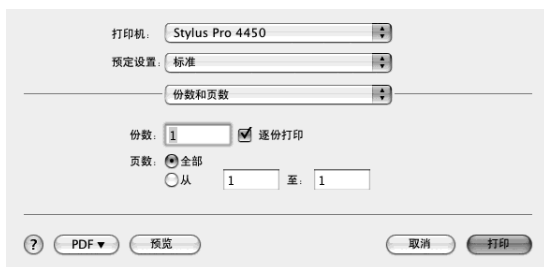 打印机: Stylus Pro 4450
预定设置: 标准
份数和页数
份数: 1 逐份打印
页数: 全部
从 1 至: 1
? PDF▼ 预览 取消 打印